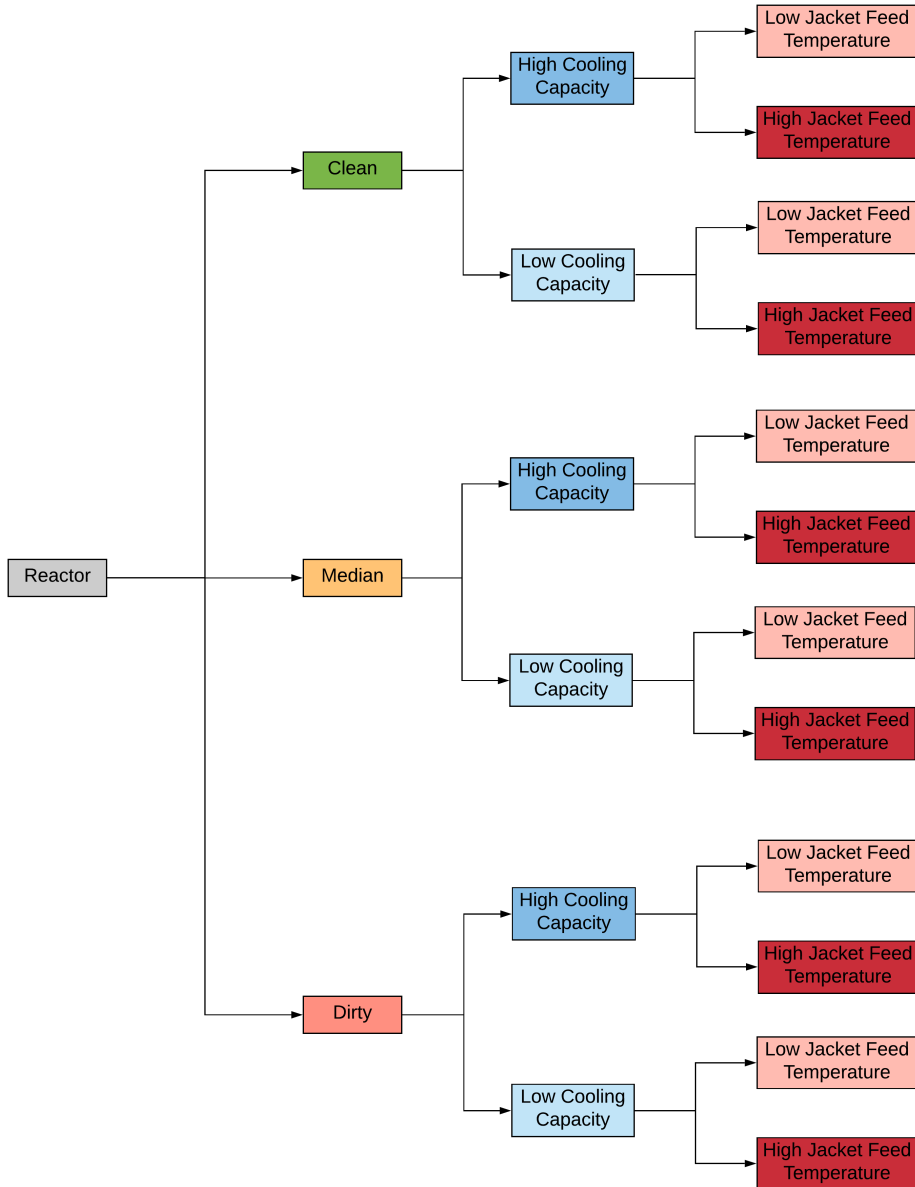 Low Jacket Feed
Temperature
High Cooling
Capacity
High Jacket Feed
Temperature
Clean
Low Jacket Feed
Temperature
Low Cooling
Capacity
High Jacket Feed
Temperature
Low Jacket Feed
Temperature
High Cooling
Capacity
High Jacket Feed
Temperature
Reactor
Median
Low Jacket Feed
Temperature
Low Cooling
Capacity
High Jacket Feed
Temperature
Low Jacket Feed
Temperature
High Cooling
Capacity
High Jacket Feed
Temperature
Dirty
Low Jacket Feed
Temperature
Low Cooling
Capacity
High Jacket Feed
Temperature